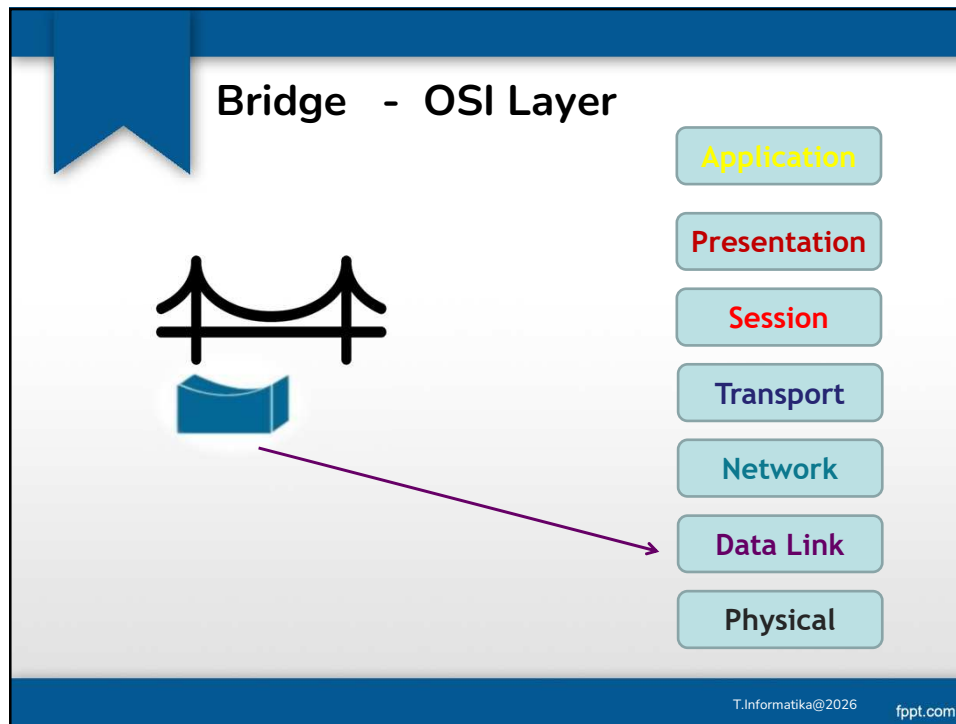 Bridge - OSI Layer
Application
Presentation
Session
Transport
Network
Data Link
Physical
T.Informatika@2026
fppt.com